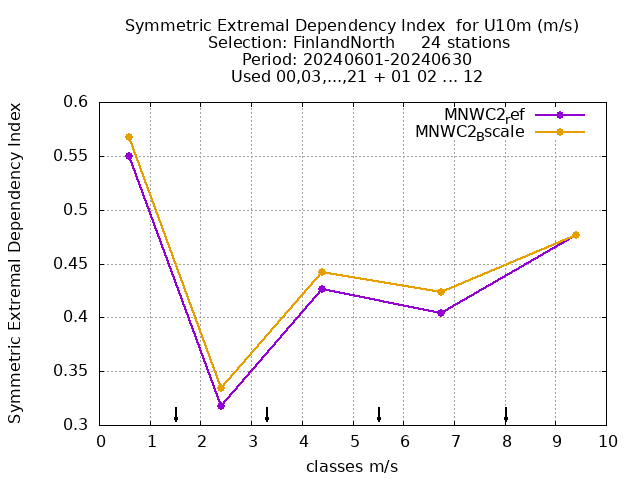 Symmetric Extremal Dependency Index  for U10m (m/s)
Selection: FinlandNorth     24 stations
Period: 20240601-20240630
Used 00,03,...,21 + 01 02 ... 12
MNWC2ref
MNWC2Bscale
Symmetric Extremal Dependency Index
0.6
0.55
0.5
0.45
0.4
0.35
0.3
0 1 2 3 4 5 6 7 8 9 10
classes m/s